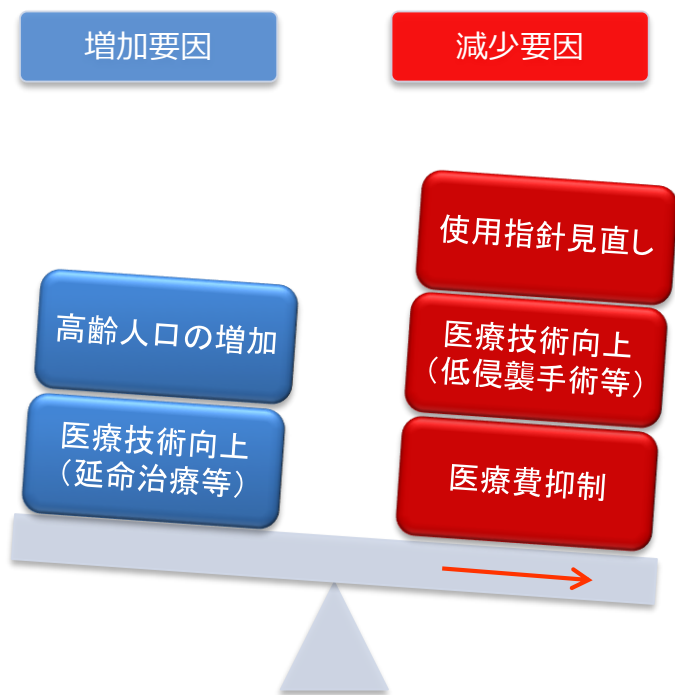 増加要因
減少要因
高齢人口の増加
医療技術向上
（延命治療等）
使用指針見直し
医療技術向上
（低侵襲手術等）
医療費抑制